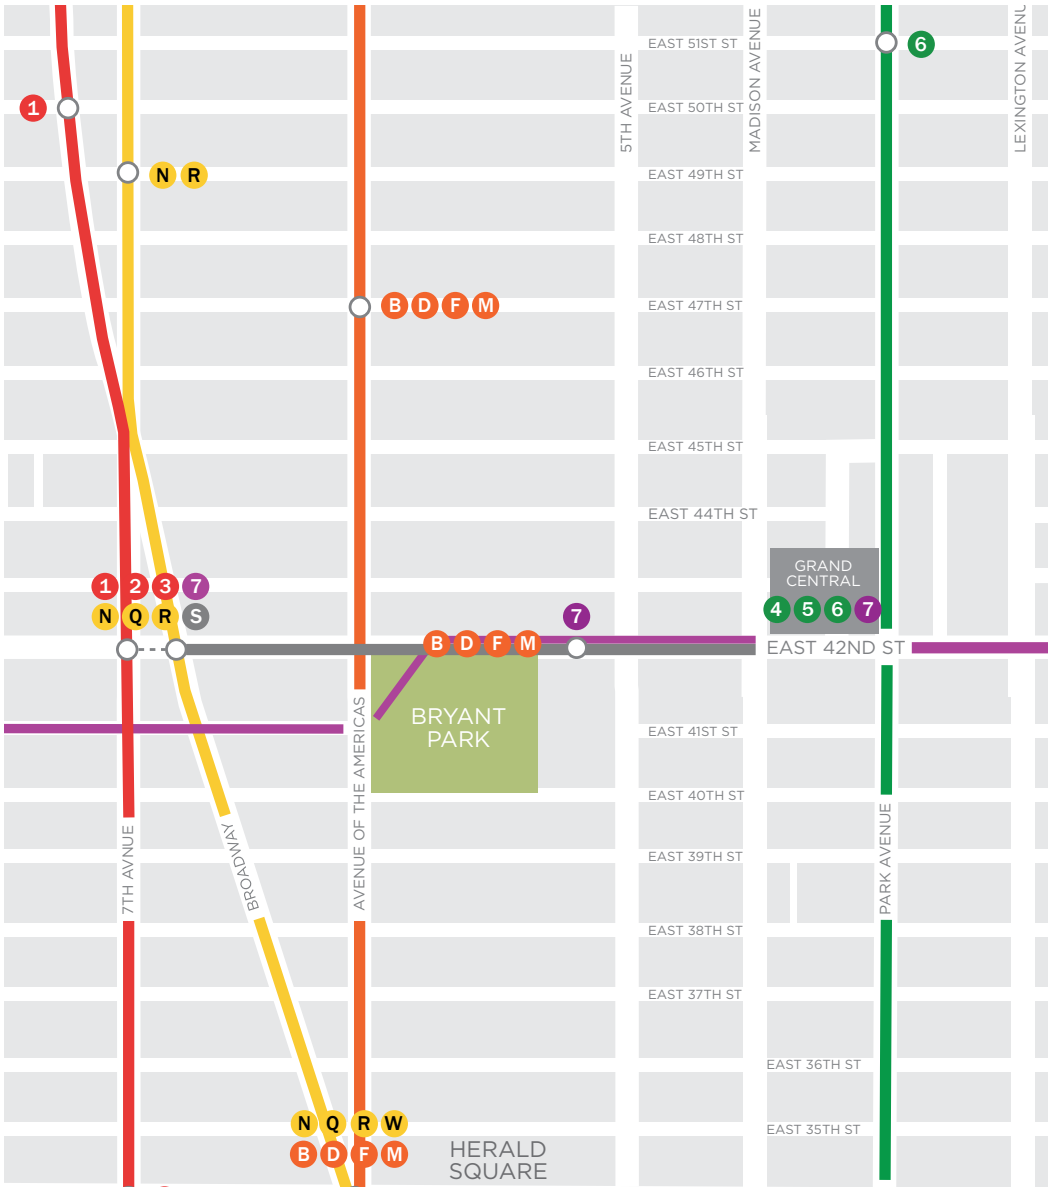 EAST 51ST ST
6
5TH AVENUE
MADISON AVENUE
LEXINGTON AVENU
1
EAST 50TH ST
N R
EAST 49TH ST
EAST 48TH ST
B D F M
EAST 47TH ST
EAST 46TH ST
EAST 45TH ST
EAST 44TH ST
GRAND
CENTRAL
4 5 6 7
1 2 3 7
N Q R S
7
B D F M
EAST 42ND ST
BRYANT
PARK
AVENUE OF THE AMERICAS
EAST 41ST ST
EAST 40TH ST
7TH AVNUE
BROADWAY
PARK AVENUE
EAST 39TH ST
EAST 38TH ST
EAST 37TH ST
EAST 36TH ST
N Q R W
EAST 35TH ST
B D F M
HERALD
SQUARE